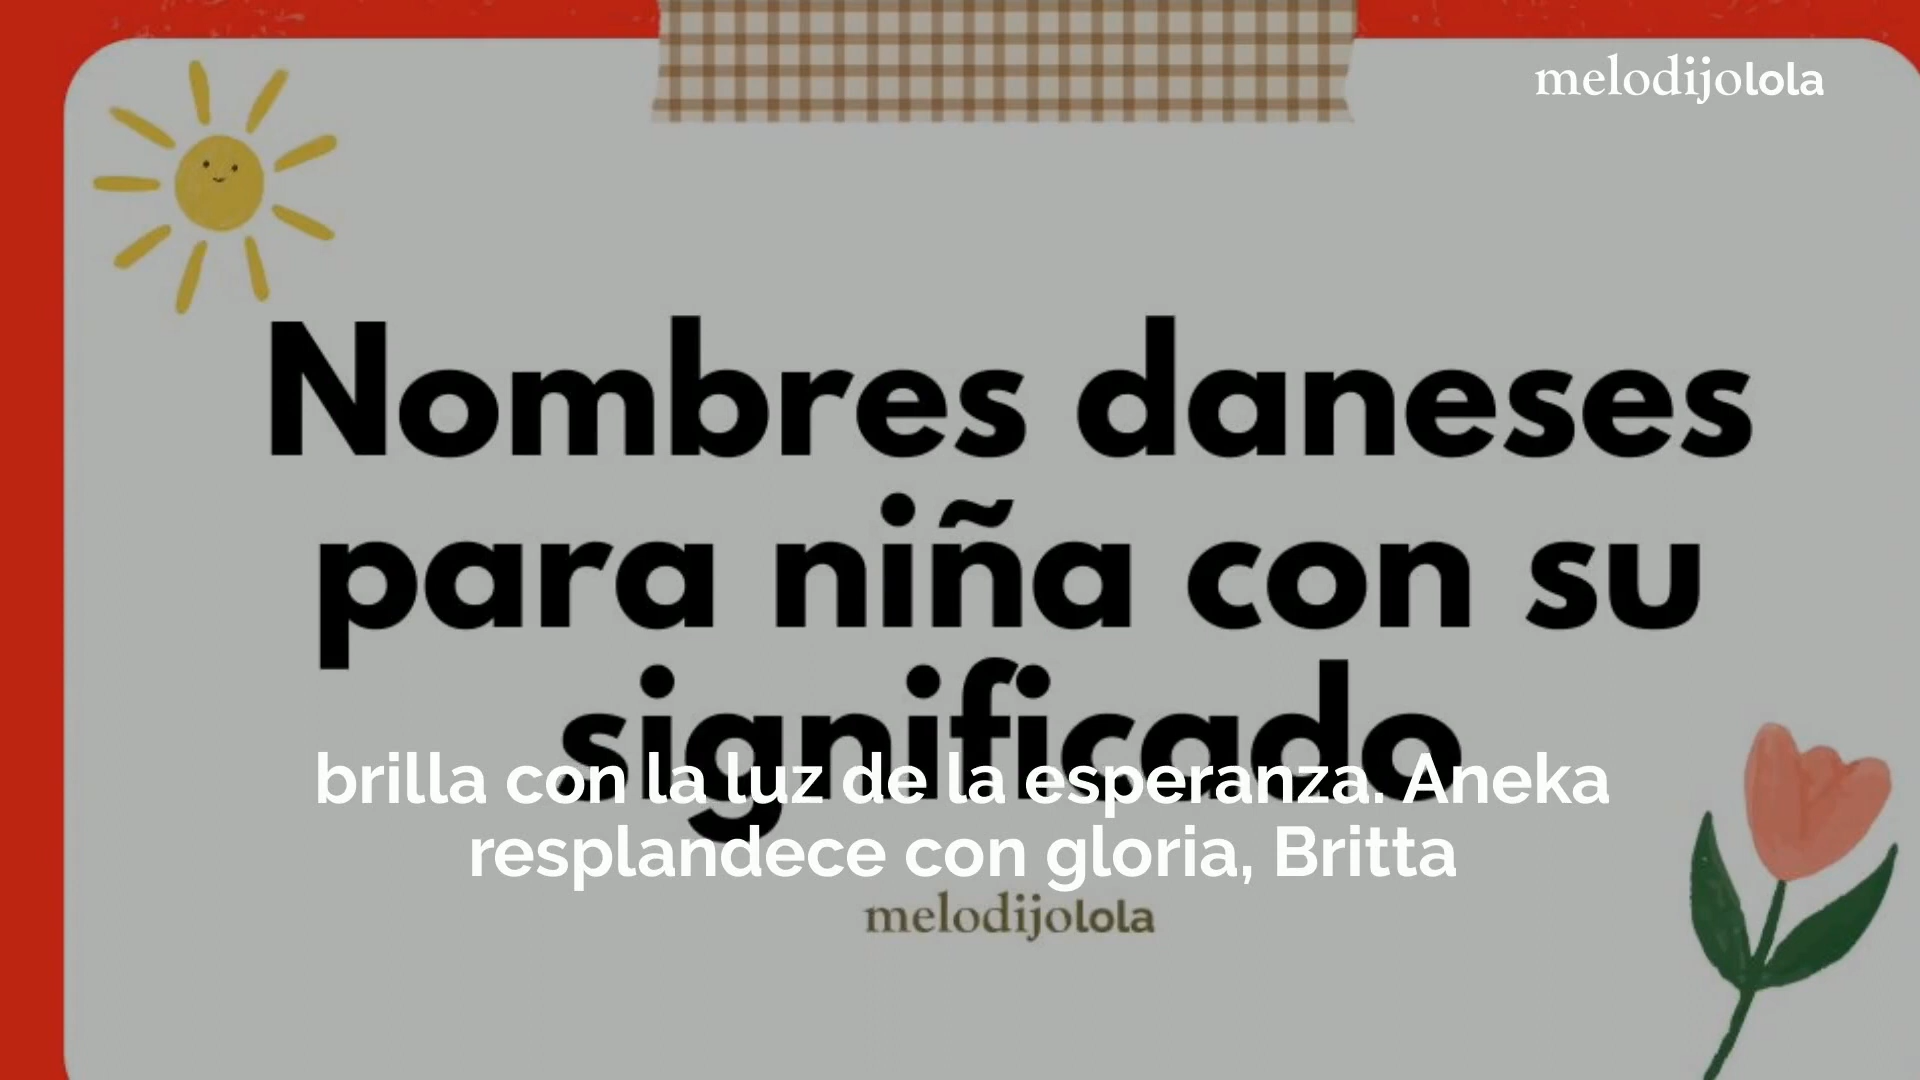 melodijolola
Nombres daneses
para niña con su
significado
brilla con la luz de la esperanza. Aneka
resplandece con gloria, Britta
melodijolola